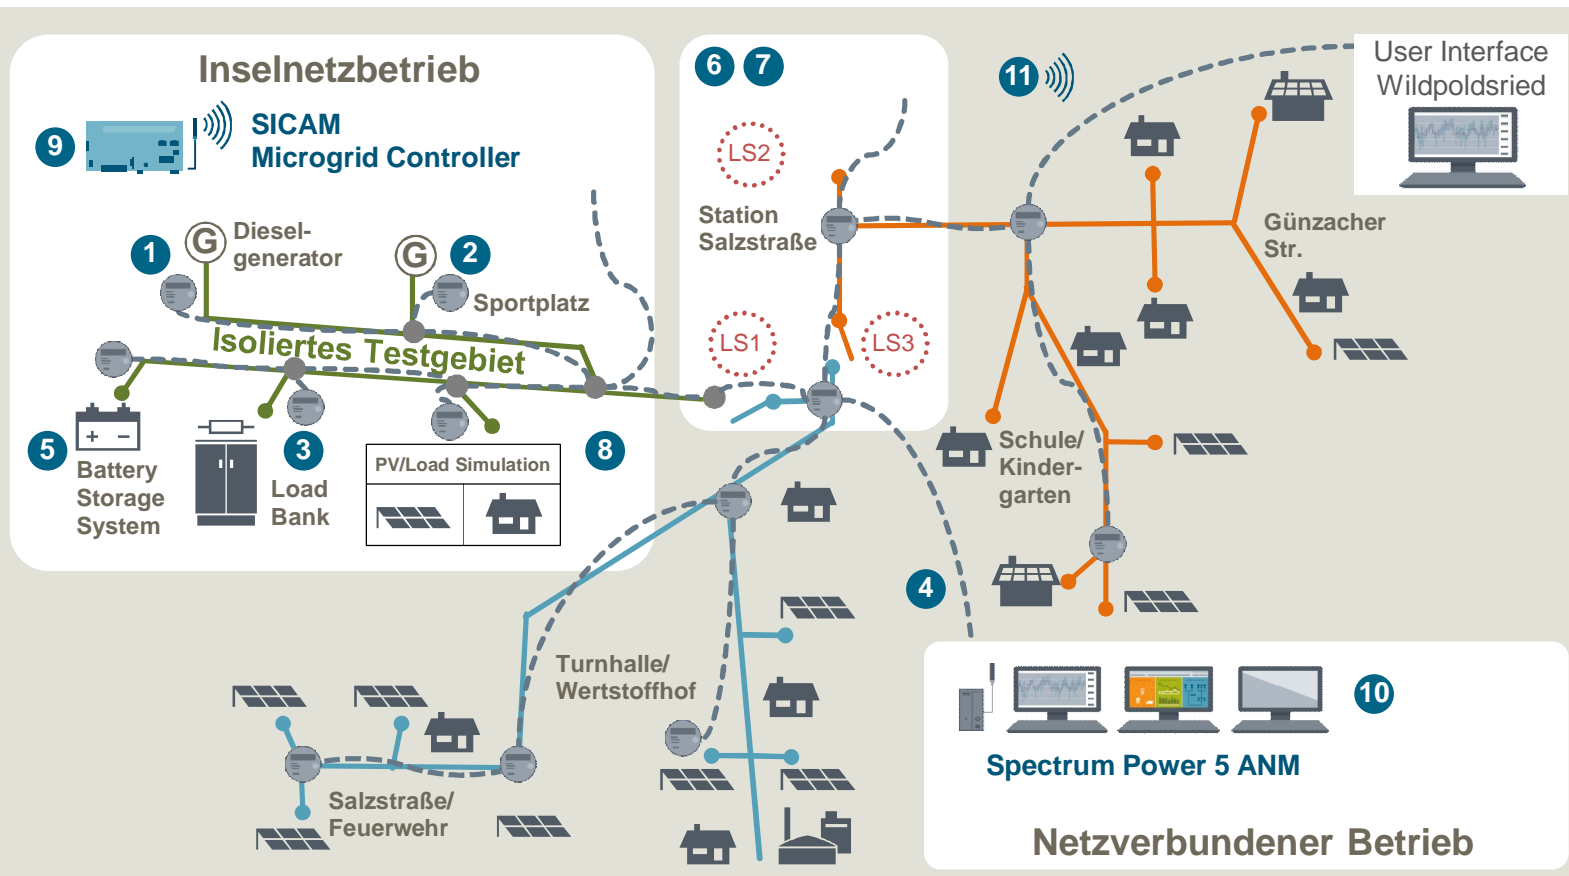 Inselnetzbetrieb
9
SICAM
Microgrid Controller
1
G
Diesel-
generator
G
2
Sportplatz
Isoliertes Testgebiet
5
Battery
Storage
System
3
Load
Bank
PV/Load Simulation
8
6
7
LS2
Station
Salzstraße
LS1
LS3
11
User Interface
Wildpoldsried
Günzacher
Str.
Schule/
Kinder-
garten
4
Turnhalle/
Wertstoffhof
Salzstraße/
Feuerwehr
10
Spectrum Power 5 ANM
Netzverbundener Betrieb